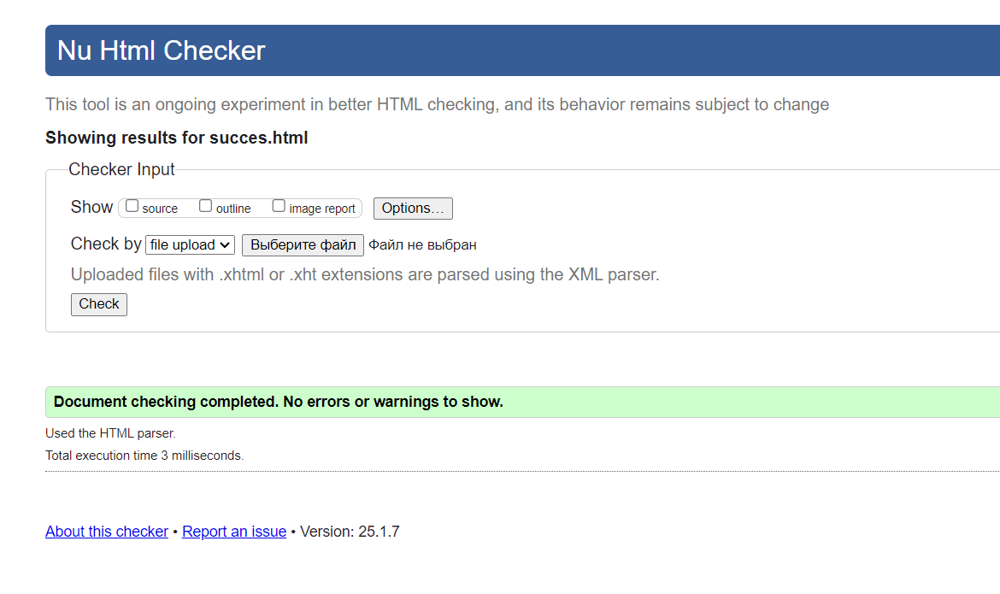 Nu Html Checker
This tool is an ongoing experiment in better HTML checking, and its behavior remains subject to change
Showing results for succes.html
Checker Input
Show source outline image report Options...
Check by file upload Выберите файл Файл не выбран
Uploaded files with .xhtml or .xht extensions are parsed using the XML parser.
Check
Document checking completed. No errors or warnings to show.
Used the HTML parser.
Total execution time 3 milliseconds.
About this checker • Report an issue • Version: 25.1.7